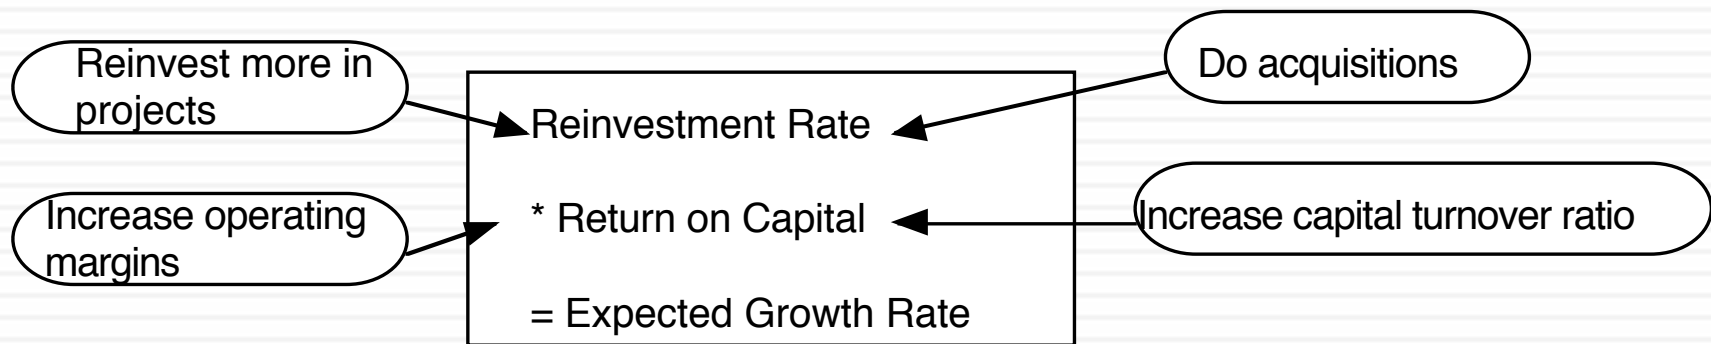 Reinvest more in
projects
Do acquisitions
Reinvestment Rate
Increase operating
margins
* Return on Capital
Increase capital turnover ratio
= Expected Growth Rate